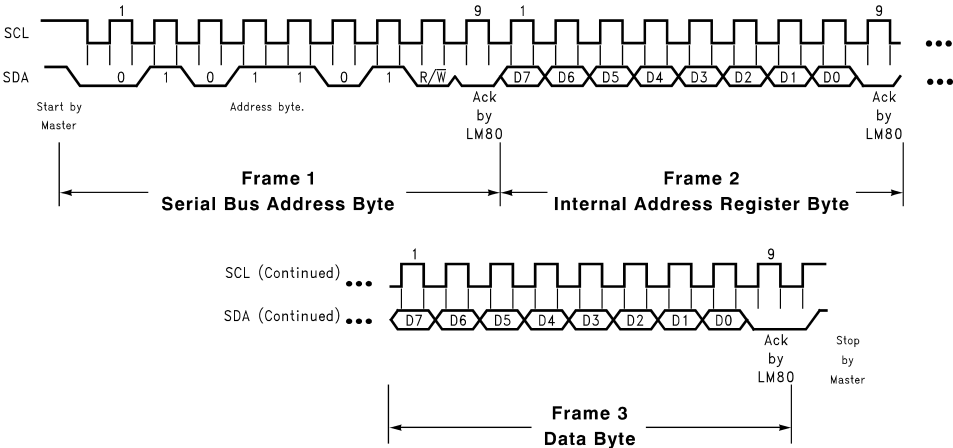 1 9 1 9
SCL •••
SDA 0 1 0 1 1 0 1 R/W̅ D7 D6 D5 D4 D3 D2 D1 D0 •••
Start by
Master
Address byte.
Ack
by
LM80
Ack
by
LM80
Frame 1
Serial Bus Address Byte
Frame 2
Internal Address Register Byte
1 9
SCL (Continued) •••
SDA (Continued) ••• D7 D6 D5 D4 D3 D2 D1 D0
Ack
by
LM80
Stop
by
Master
Frame 3
Data Byte